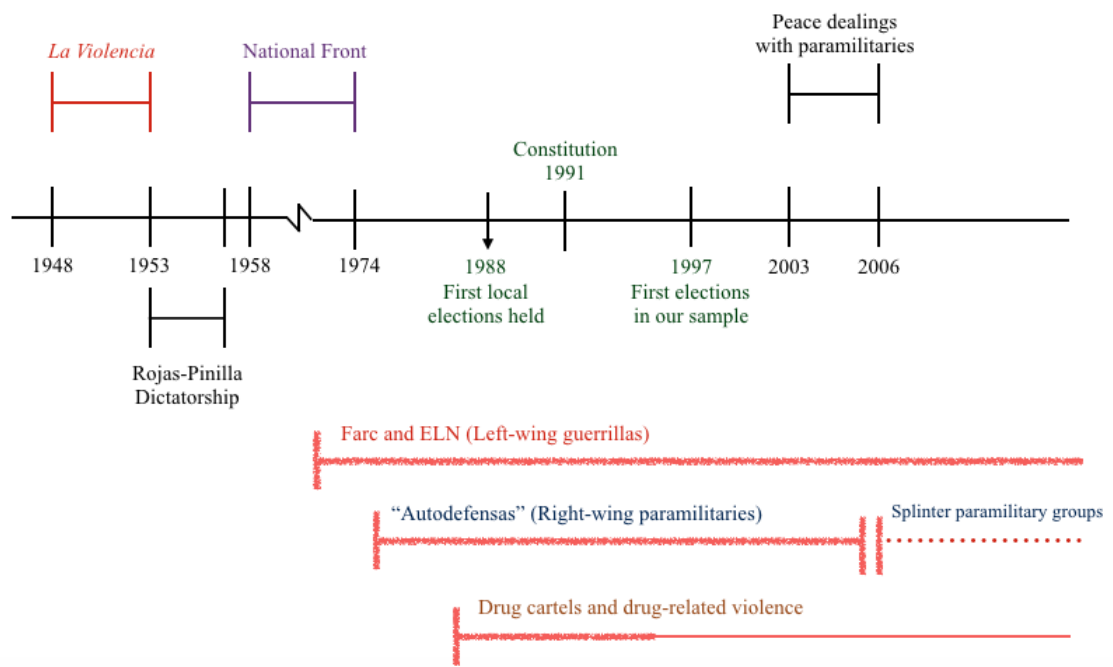 Peace dealings
with paramilitaries
La Violencia
National Front
Constitution
1991
1948
1953
1958
1974
1988
1997
2003
2006
First local
elections held
First elections
in our sample
Rojas-Pinilla
Dictatorship
Farc and ELN (Left-wing guerrillas)
“Autodefensas” (Right-wing paramilitaries)
Splinter paramilitary groups
Drug cartels and drug-related violence